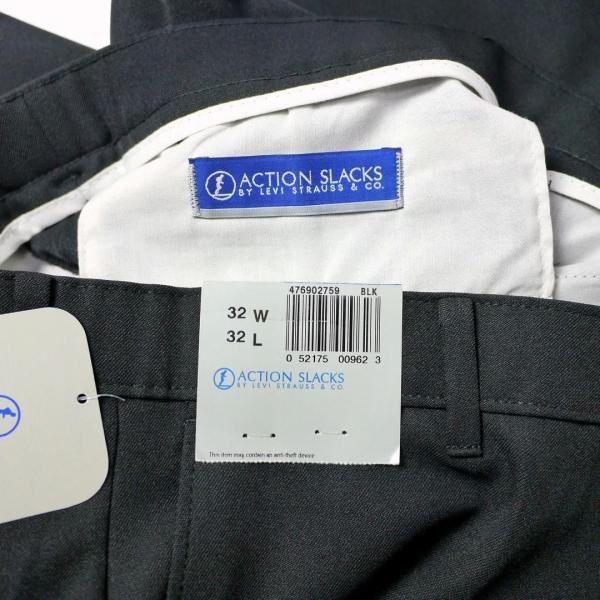 ACTION SLACKS
BY LEVI STRAUSS & CO.
476902759 BLK
32 W
32 L
0 52175 00962 3
ACTION SLACKS
BY LEVI STRAUSS & CO.
This item may contain an anti-theft device